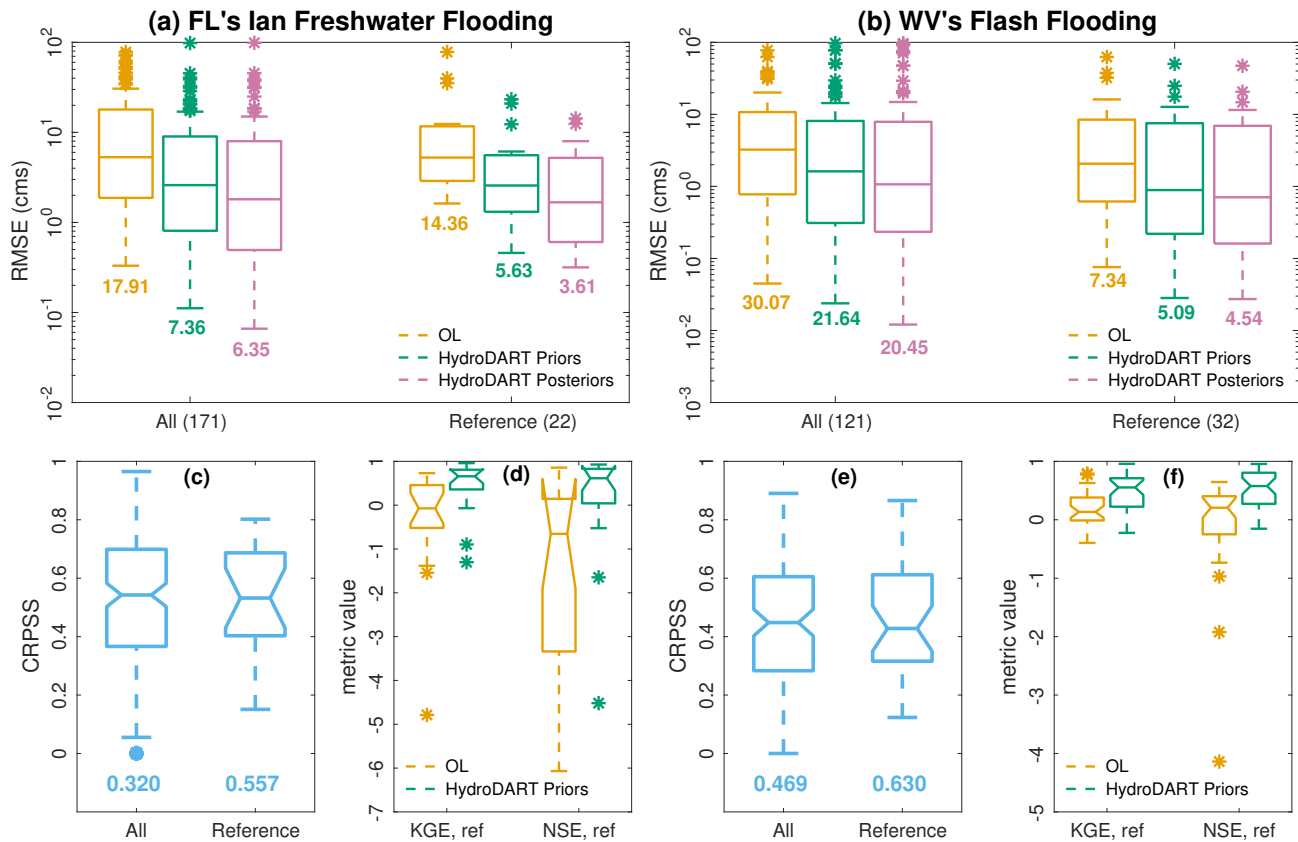 (a) FL's Ian Freshwater Flooding
(b) WV's Flash Flooding
RMSE (cms)
10^2
10^1
10^0
10^-1
10^-2
17.91
7.36
6.35
14.36
5.63
3.61
OL
HydroDART Priors
HydroDART Posteriors
All (171)
Reference (22)
RMSE (cms)
10^2
10^1
10^0
10^-1
10^-2
10^-3
30.07
21.64
20.45
7.34
5.09
4.54
OL
HydroDART Priors
HydroDART Posteriors
All (121)
Reference (32)
(c)
CRPSS
1
0.8
0.6
0.4
0.2
0
0.320
0.557
All
Reference
(d)
metric value
1
0
-1
-2
-3
-4
-5
-6
-7
OL
HydroDART Priors
KGE, ref
NSE, ref
(e)
CRPSS
1
0.8
0.6
0.4
0.2
0
0.469
0.630
All
Reference
(f)
metric value
1
0
-1
-2
-3
-4
-5
OL
HydroDART Priors
KGE, ref
NSE, ref